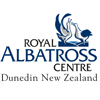 ROYAL
ALBATROSS
CENTRE
Dunedin New Zealand